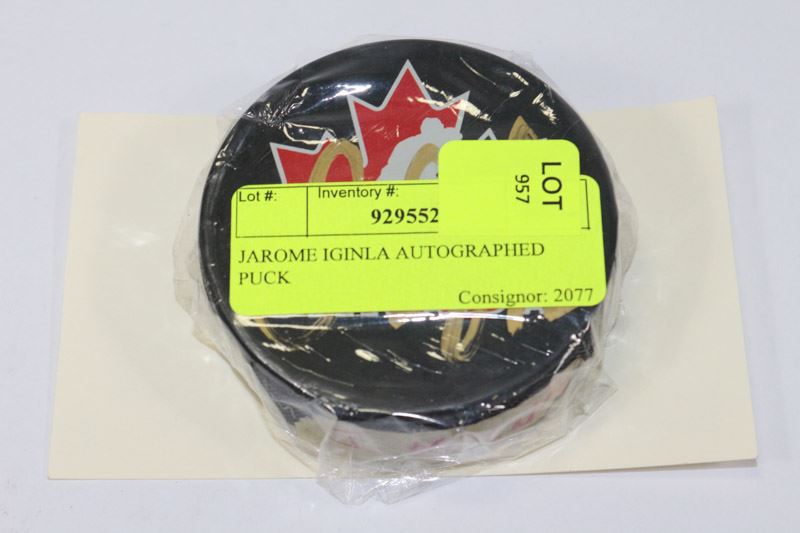 Lot #:
Inventory #:
929552
LOT
957
JAROME IGINLA AUTOGRAPHED
PUCK
Consignor: 2077